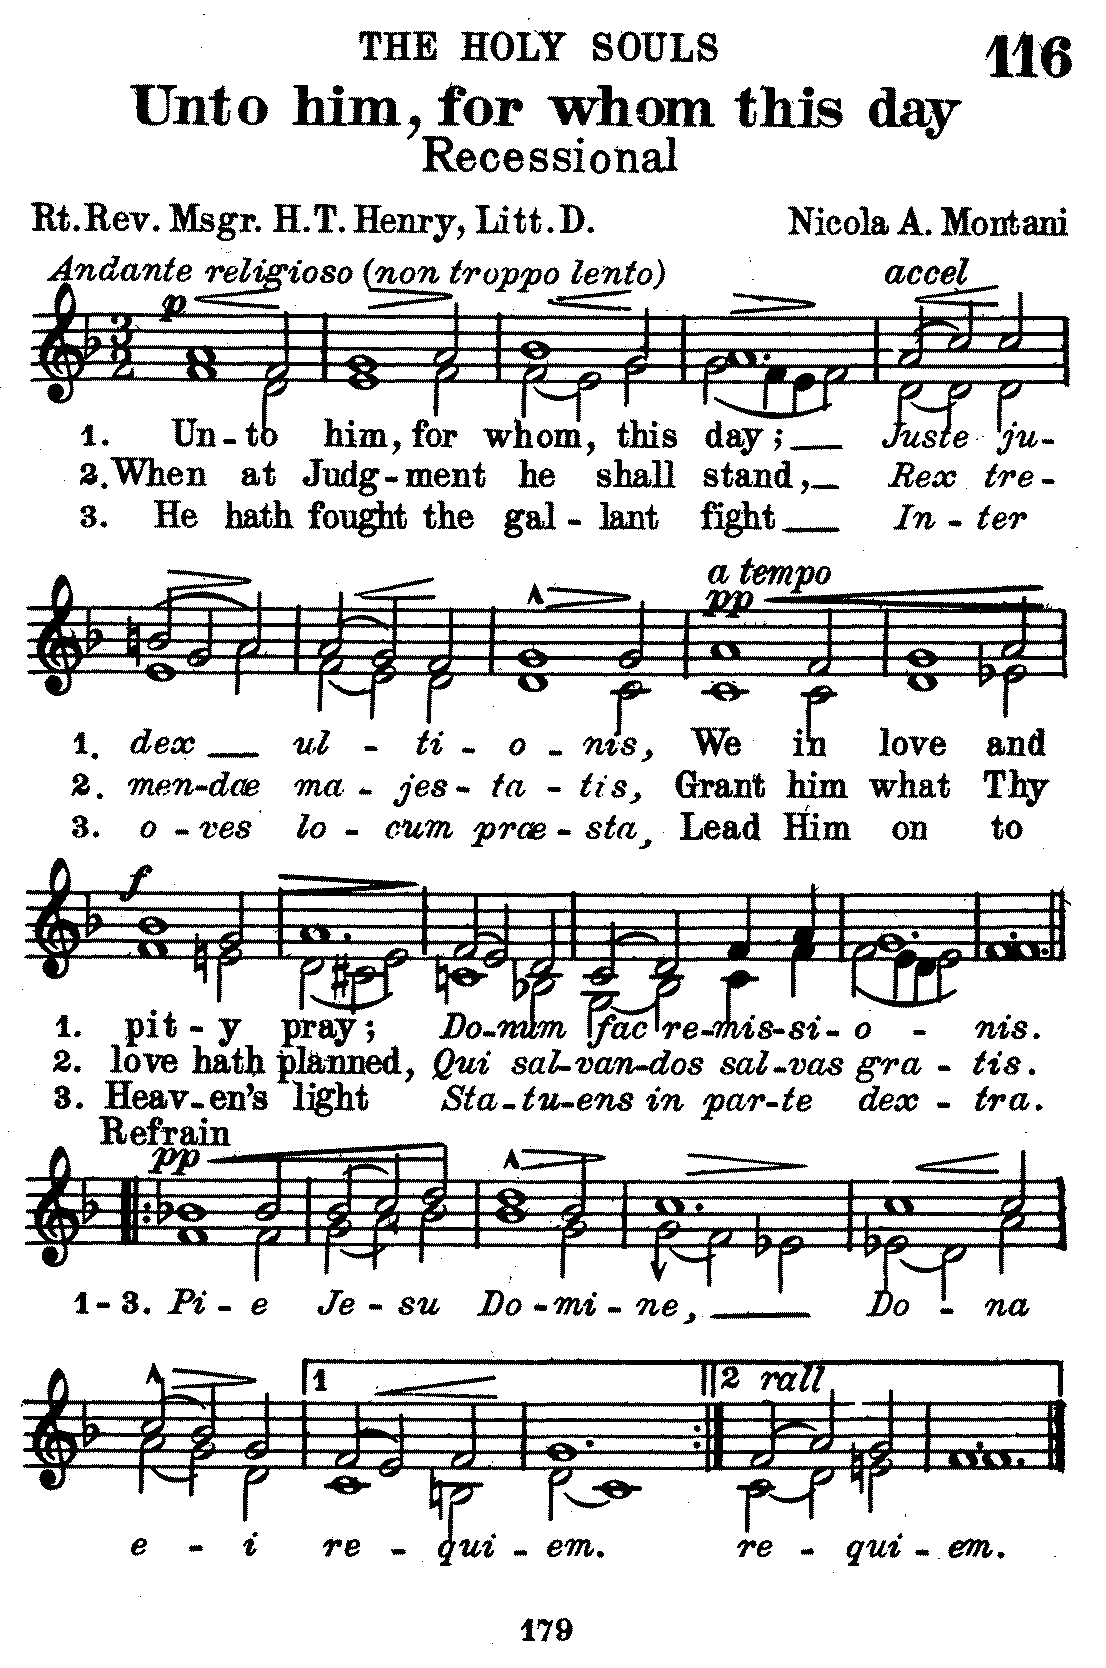 THE HOLY SOULS
116
Unto him, for whom this day
Recessional
Rt. Rev. Msgr. H. T. Henry, Litt. D. Nicola A. Montani
Andante religioso (non troppo lento) accel
p
3
2
1. Un - to him, for whom, this day; __ Juste ju -
2. When at Judg - ment he shall stand, _ Rex tre -
3. He hath fought the gal - lant fight __ In - ter
a tempo
pp
1. dex __ ul - ti - o - nis, We in love and
2. men - dæ ma - jes - ta - tis, Grant him what Thy
3. o - ves lo - cum præ - sta, Lead Him on to
f
1. pit - y pray; Do - num fac re - mis - si - o - nis.
2. love hath planned, Qui sal - van - dos sal - vas gra - tis.
3. Heav - en's light Sta - tu - ens in par - te dex - tra.
Refrain
pp
1 - 3. Pi - e Je - su Do - mi - ne, ____ Do - na
1 2 rall
e - i re - qui - em. re - qui - em.
179